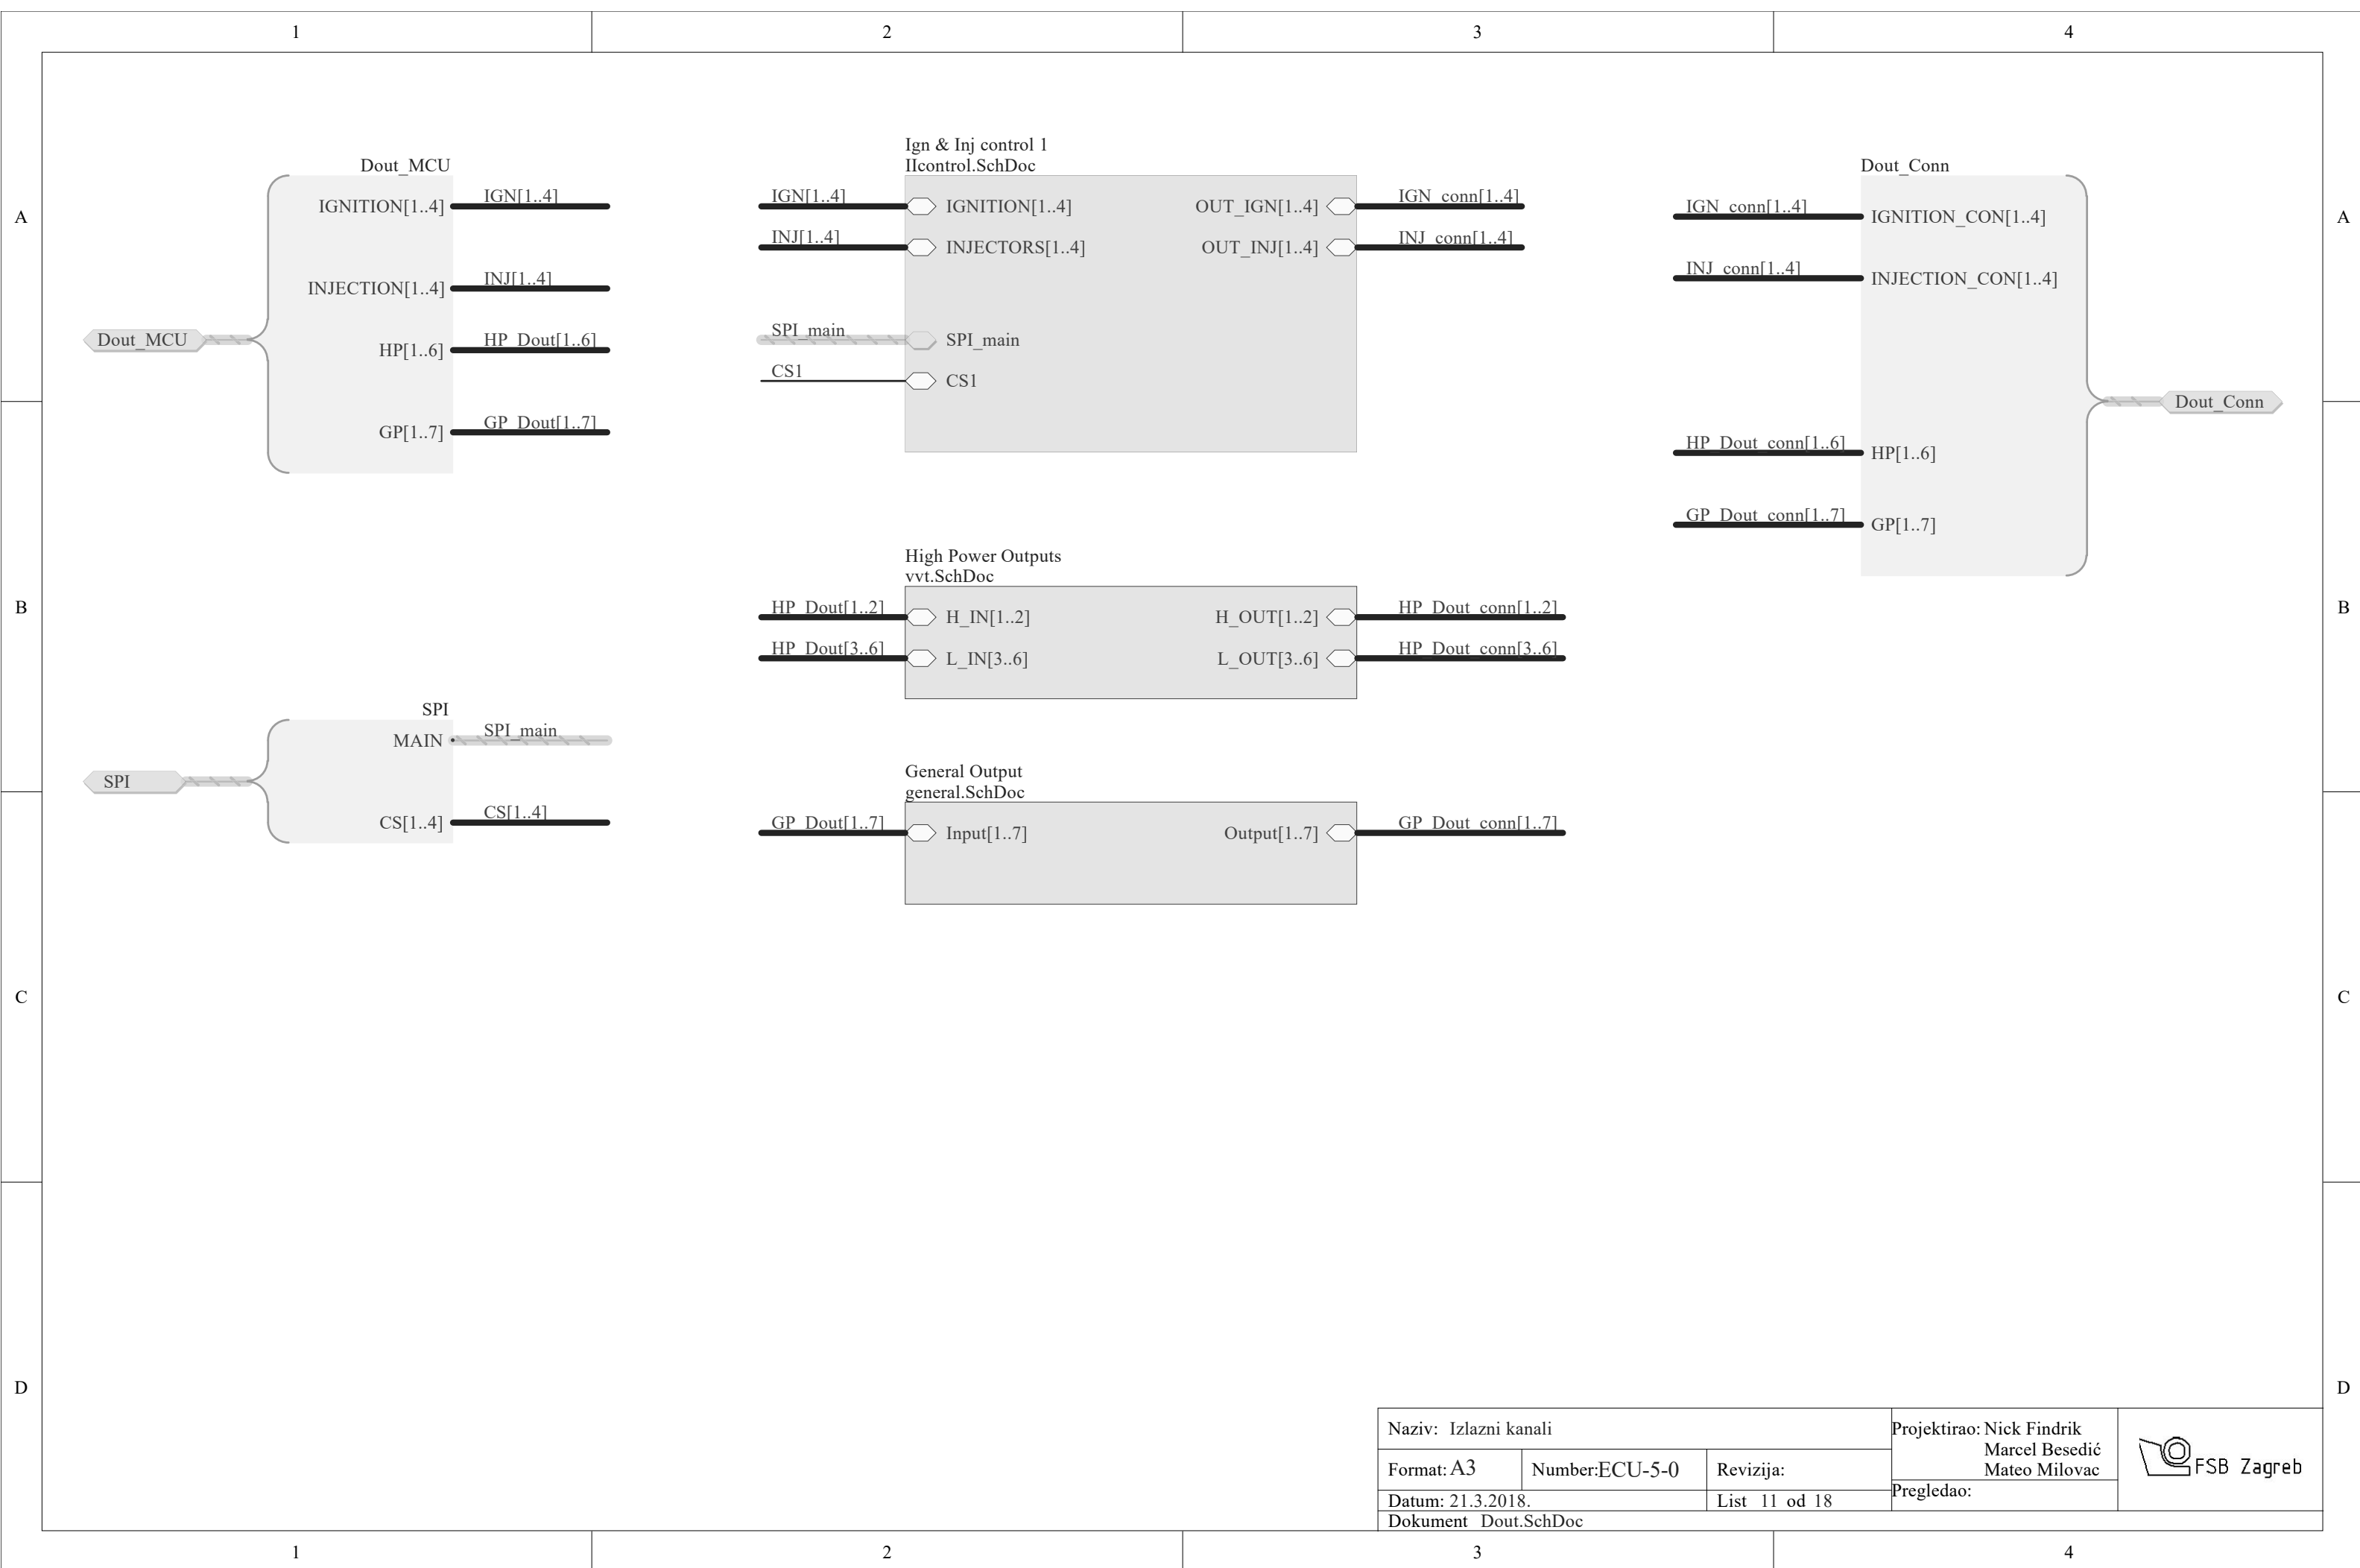 1
2
3
4
A
A
B
B
C
C
D
D
Dout_MCU
IGNITION[1..4]
IGN[1..4]
INJECTION[1..4]
INJ[1..4]
Dout_MCU
HP[1..6]
HP_Dout[1..6]
GP[1..7]
GP_Dout[1..7]
SPI
MAIN
SPI_main
SPI
CS[1..4]
CS[1..4]
Ign & Inj control 1
IIcontrol.SchDoc
IGN[1..4]
IGNITION[1..4]
OUT_IGN[1..4]
IGN_conn[1..4]
INJ[1..4]
INJECTORS[1..4]
OUT_INJ[1..4]
INJ_conn[1..4]
SPI_main
SPI_main
CS1
CS1
High Power Outputs
vvt.SchDoc
HP_Dout[1..2]
H_IN[1..2]
H_OUT[1..2]
HP_Dout_conn[1..2]
HP_Dout[3..6]
L_IN[3..6]
L_OUT[3..6]
HP_Dout_conn[3..6]
General Output
general.SchDoc
GP_Dout[1..7]
Input[1..7]
Output[1..7]
GP_Dout_conn[1..7]
Dout_Conn
IGN_conn[1..4]
IGNITION_CON[1..4]
INJ_conn[1..4]
INJECTION_CON[1..4]
Dout_Conn
HP_Dout_conn[1..6]
HP[1..6]
GP_Dout_conn[1..7]
GP[1..7]
Naziv: Izlazni kanali
Format: A3
Number:ECU-5-0
Revizija:
Datum: 21.3.2018.
List 11 od 18
Dokument Dout.SchDoc
Projektirao: Nick Findrik
Marcel Besedić
Mateo Milovac
Pregledao:
FSB Zagreb
1
2
3
4